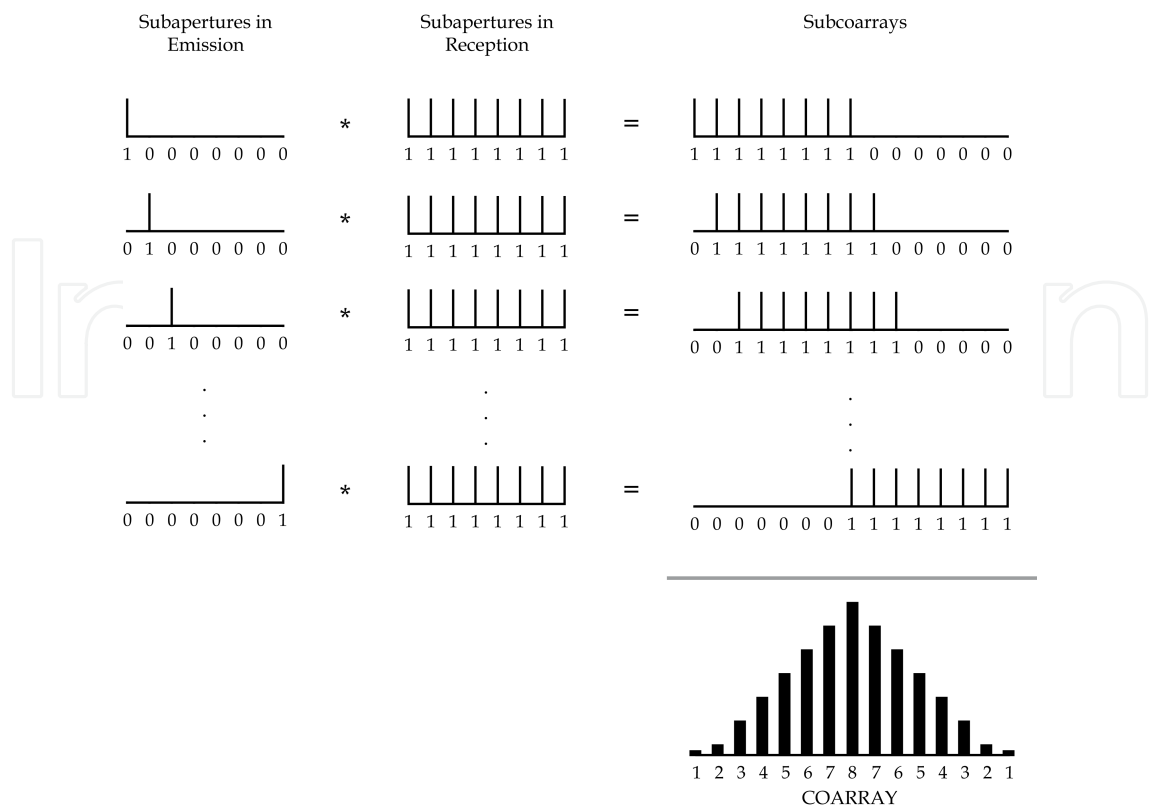 Subapertures in
Emission
Subapertures in
Reception
Subcoarrays
* =
1 0 0 0 0 0 0 0 1 1 1 1 1 1 1 1 1 1 1 1 1 1 1 1 0 0 0 0 0 0 0
* =
0 1 0 0 0 0 0 0 1 1 1 1 1 1 1 1 0 1 1 1 1 1 1 1 1 0 0 0 0 0 0
* =
0 0 1 0 0 0 0 0 1 1 1 1 1 1 1 1 0 0 1 1 1 1 1 1 1 1 0 0 0 0 0
* =
0 0 0 0 0 0 0 1 1 1 1 1 1 1 1 1 0 0 0 0 0 0 0 1 1 1 1 1 1 1 1
1 2 3 4 5 6 7 8 7 6 5 4 3 2 1
COARRAY